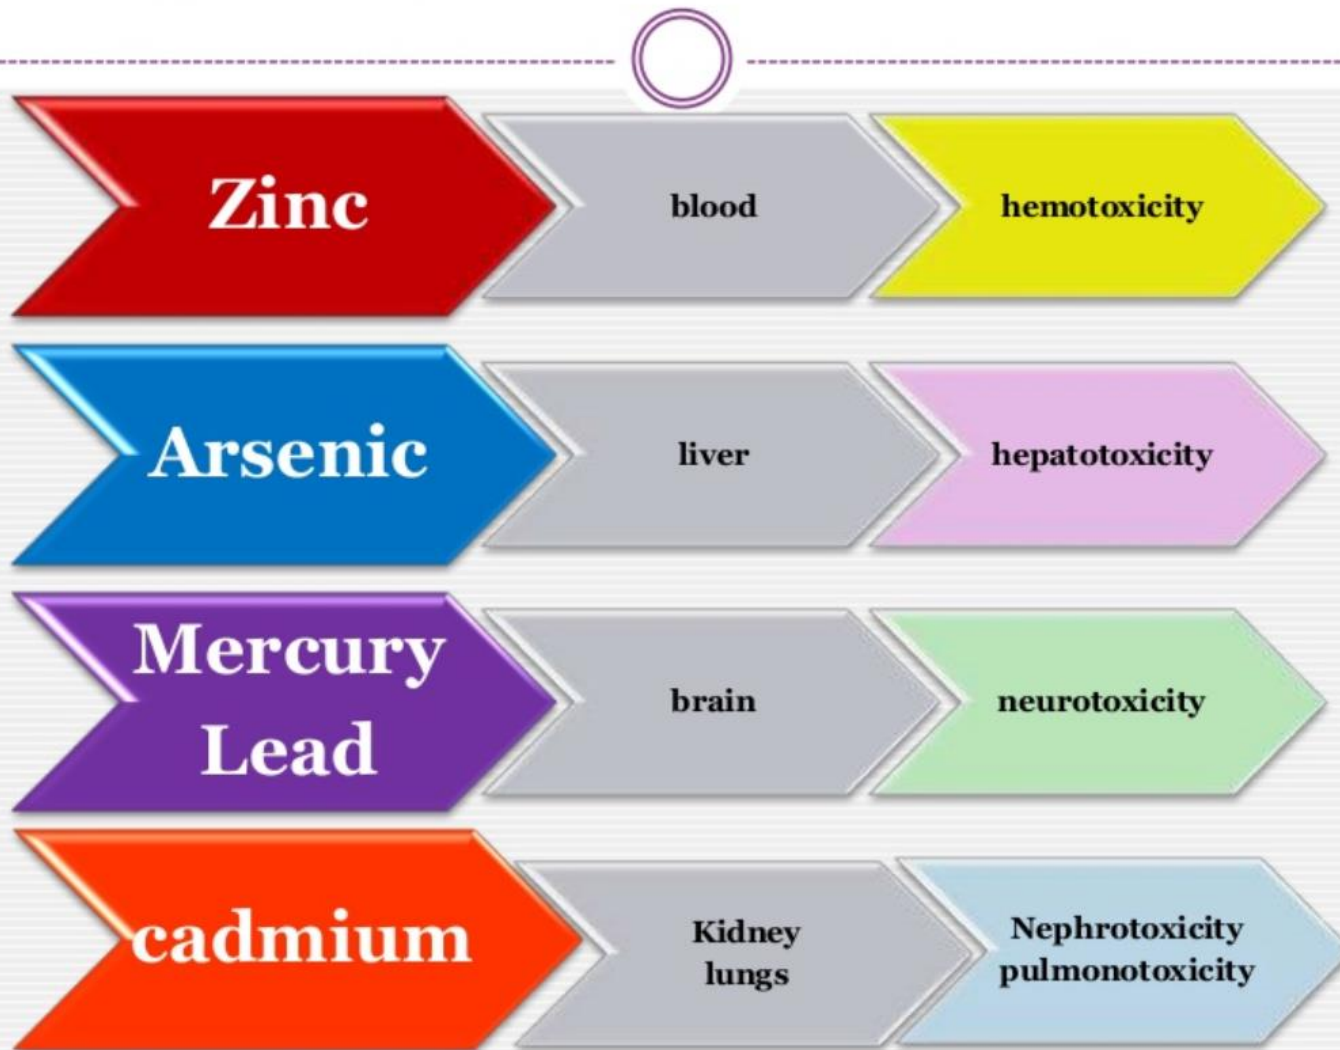 Zinc
blood
hemotoxicity
Arsenic
liver
hepatotoxicity
Mercury
Lead
brain
neurotoxicity
cadmium
Kidney
lungs
Nephrotoxicity
pulmonotoxicity